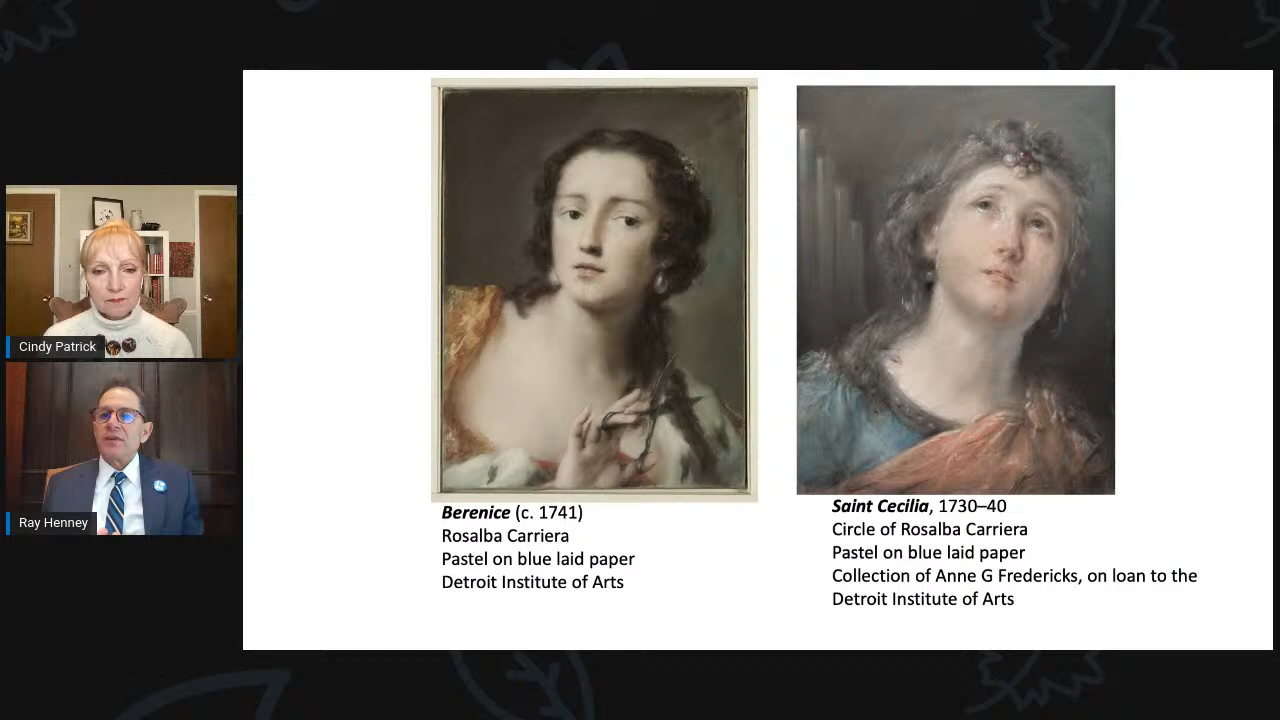 Cindy Patrick
Ray Henney
Berenice (c. 1741)
Rosalba Carriera
Pastel on blue laid paper
Detroit Institute of Arts
Saint Cecilia, 1730–40
Circle of Rosalba Carriera
Pastel on blue laid paper
Collection of Anne G Fredericks, on loan to the
Detroit Institute of Arts